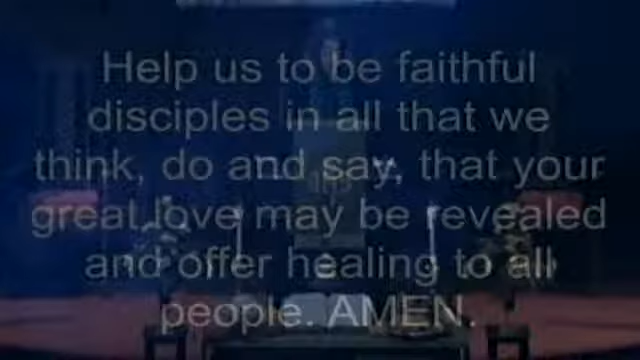 Help us to be faithful
disciples in all that we
think, do and say, that your
great love may be revealed
and offer healing to all
people. AMEN.